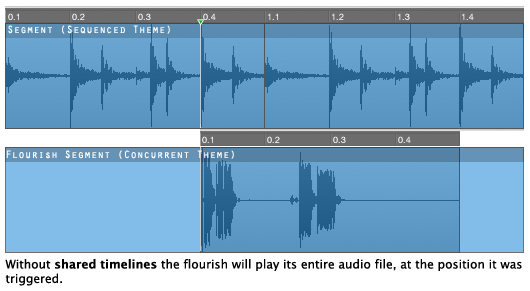 0.1 0.2 0.3 0.4 0.1 1.2 1.3 1.4
Segment (Sequenced Theme)
0.1 0.2 0.3 0.4
Flourish Segment (Concurrent Theme)
Without shared timelines the flourish will play its entire audio file, at the position it was
triggered.